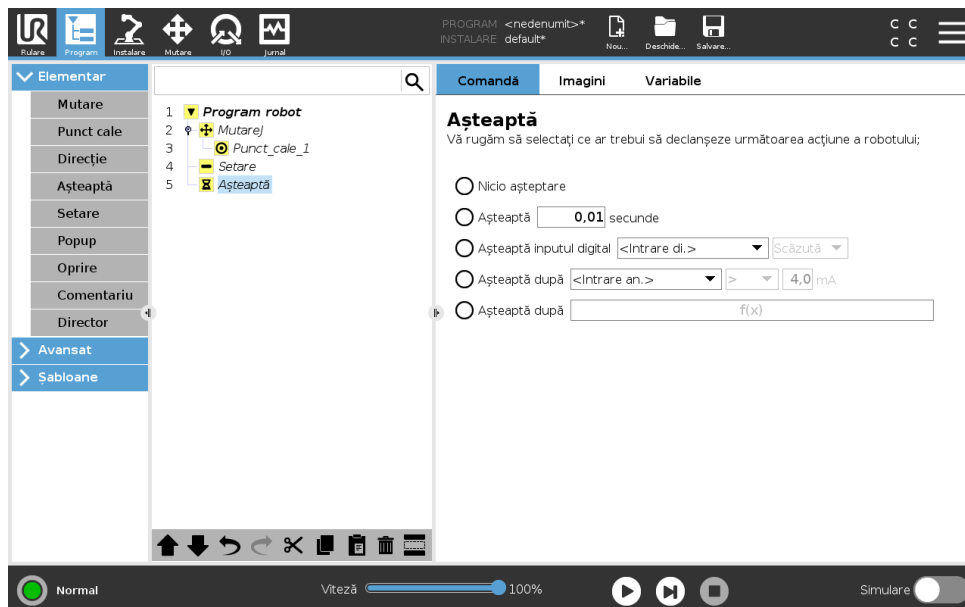 UR
Rulare
Program
Instalare
Mutare
I/O
Jurnal
PROGRAM <nedenumit>*
INSTALARE default*
Nou...
Deschide...
Salvare...
C C
C C
Elementar
Mutare
Punct cale
Direcție
Așteaptă
Setare
Popup
Oprire
Comentariu
Director
Avansat
Șabloane
1 Program robot
2 MutareJ
3 Punct_cale_1
4 Setare
5 Așteaptă
Comandă Imagini Variabile
Așteaptă
Vă rugăm să selectați ce ar trebui să declanșeze următoarea acțiune a robotului;
Nicio așteptare
Așteaptă 0,01 secunde
Așteaptă inputul digital <Intrare di.> Scăzută
Așteaptă după <Intrare an.> > 4,0 mA
Așteaptă după f(x)
Normal
Viteză 100%
Simulare